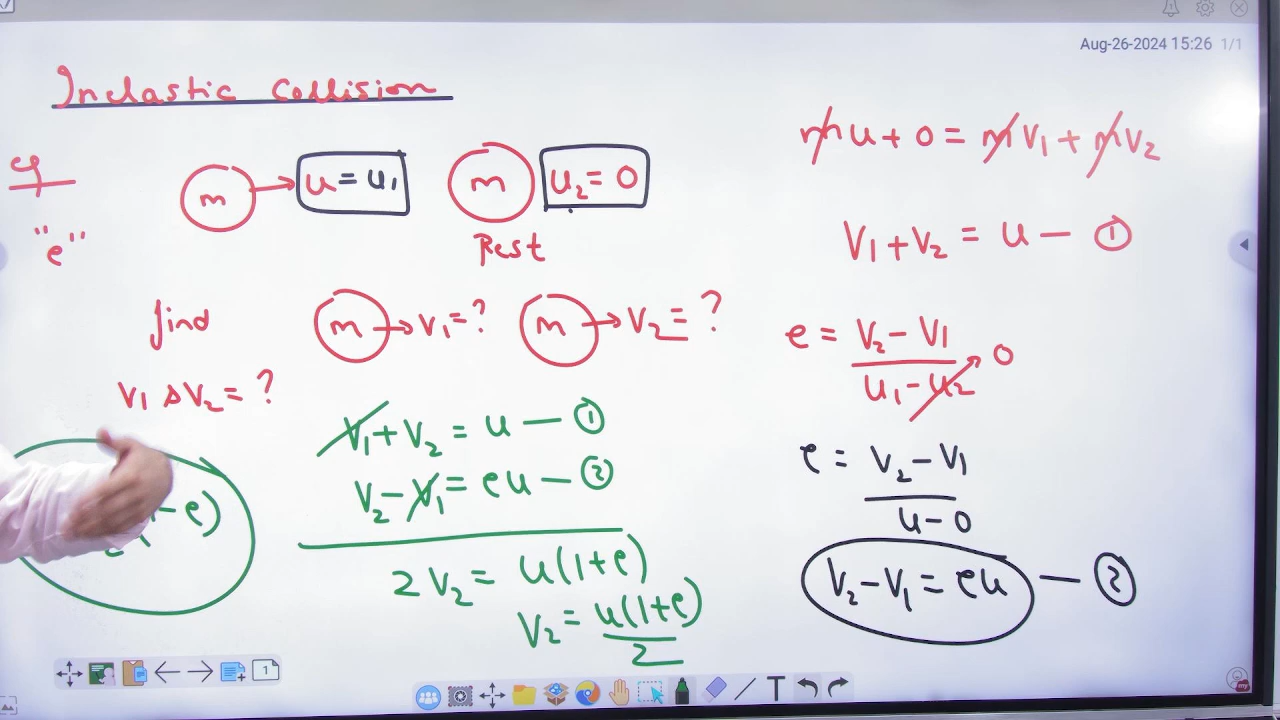 Aug-26-2024 15:26 1/1
Inelastic Collision
eg
"e"
m → u = u₁ m u₂ = 0
Rest
find
v₁ & v₂ = ?
m → v₁ = ? m → v₂ = ?
v₁ + v₂ = u — ①
v₂ - v₁ = eu — ②
2v₂ = u(1+e)
v₂ = u(1+e)/2
- e)
mu + 0 = mv₁ + mv₂
v₁ + v₂ = u — ①
e = (v₂ - v₁)/(u₁ - u₂) → 0
e = (v₂ - v₁)/(u - 0)
v₂ - v₁ = eu — ②
1
T